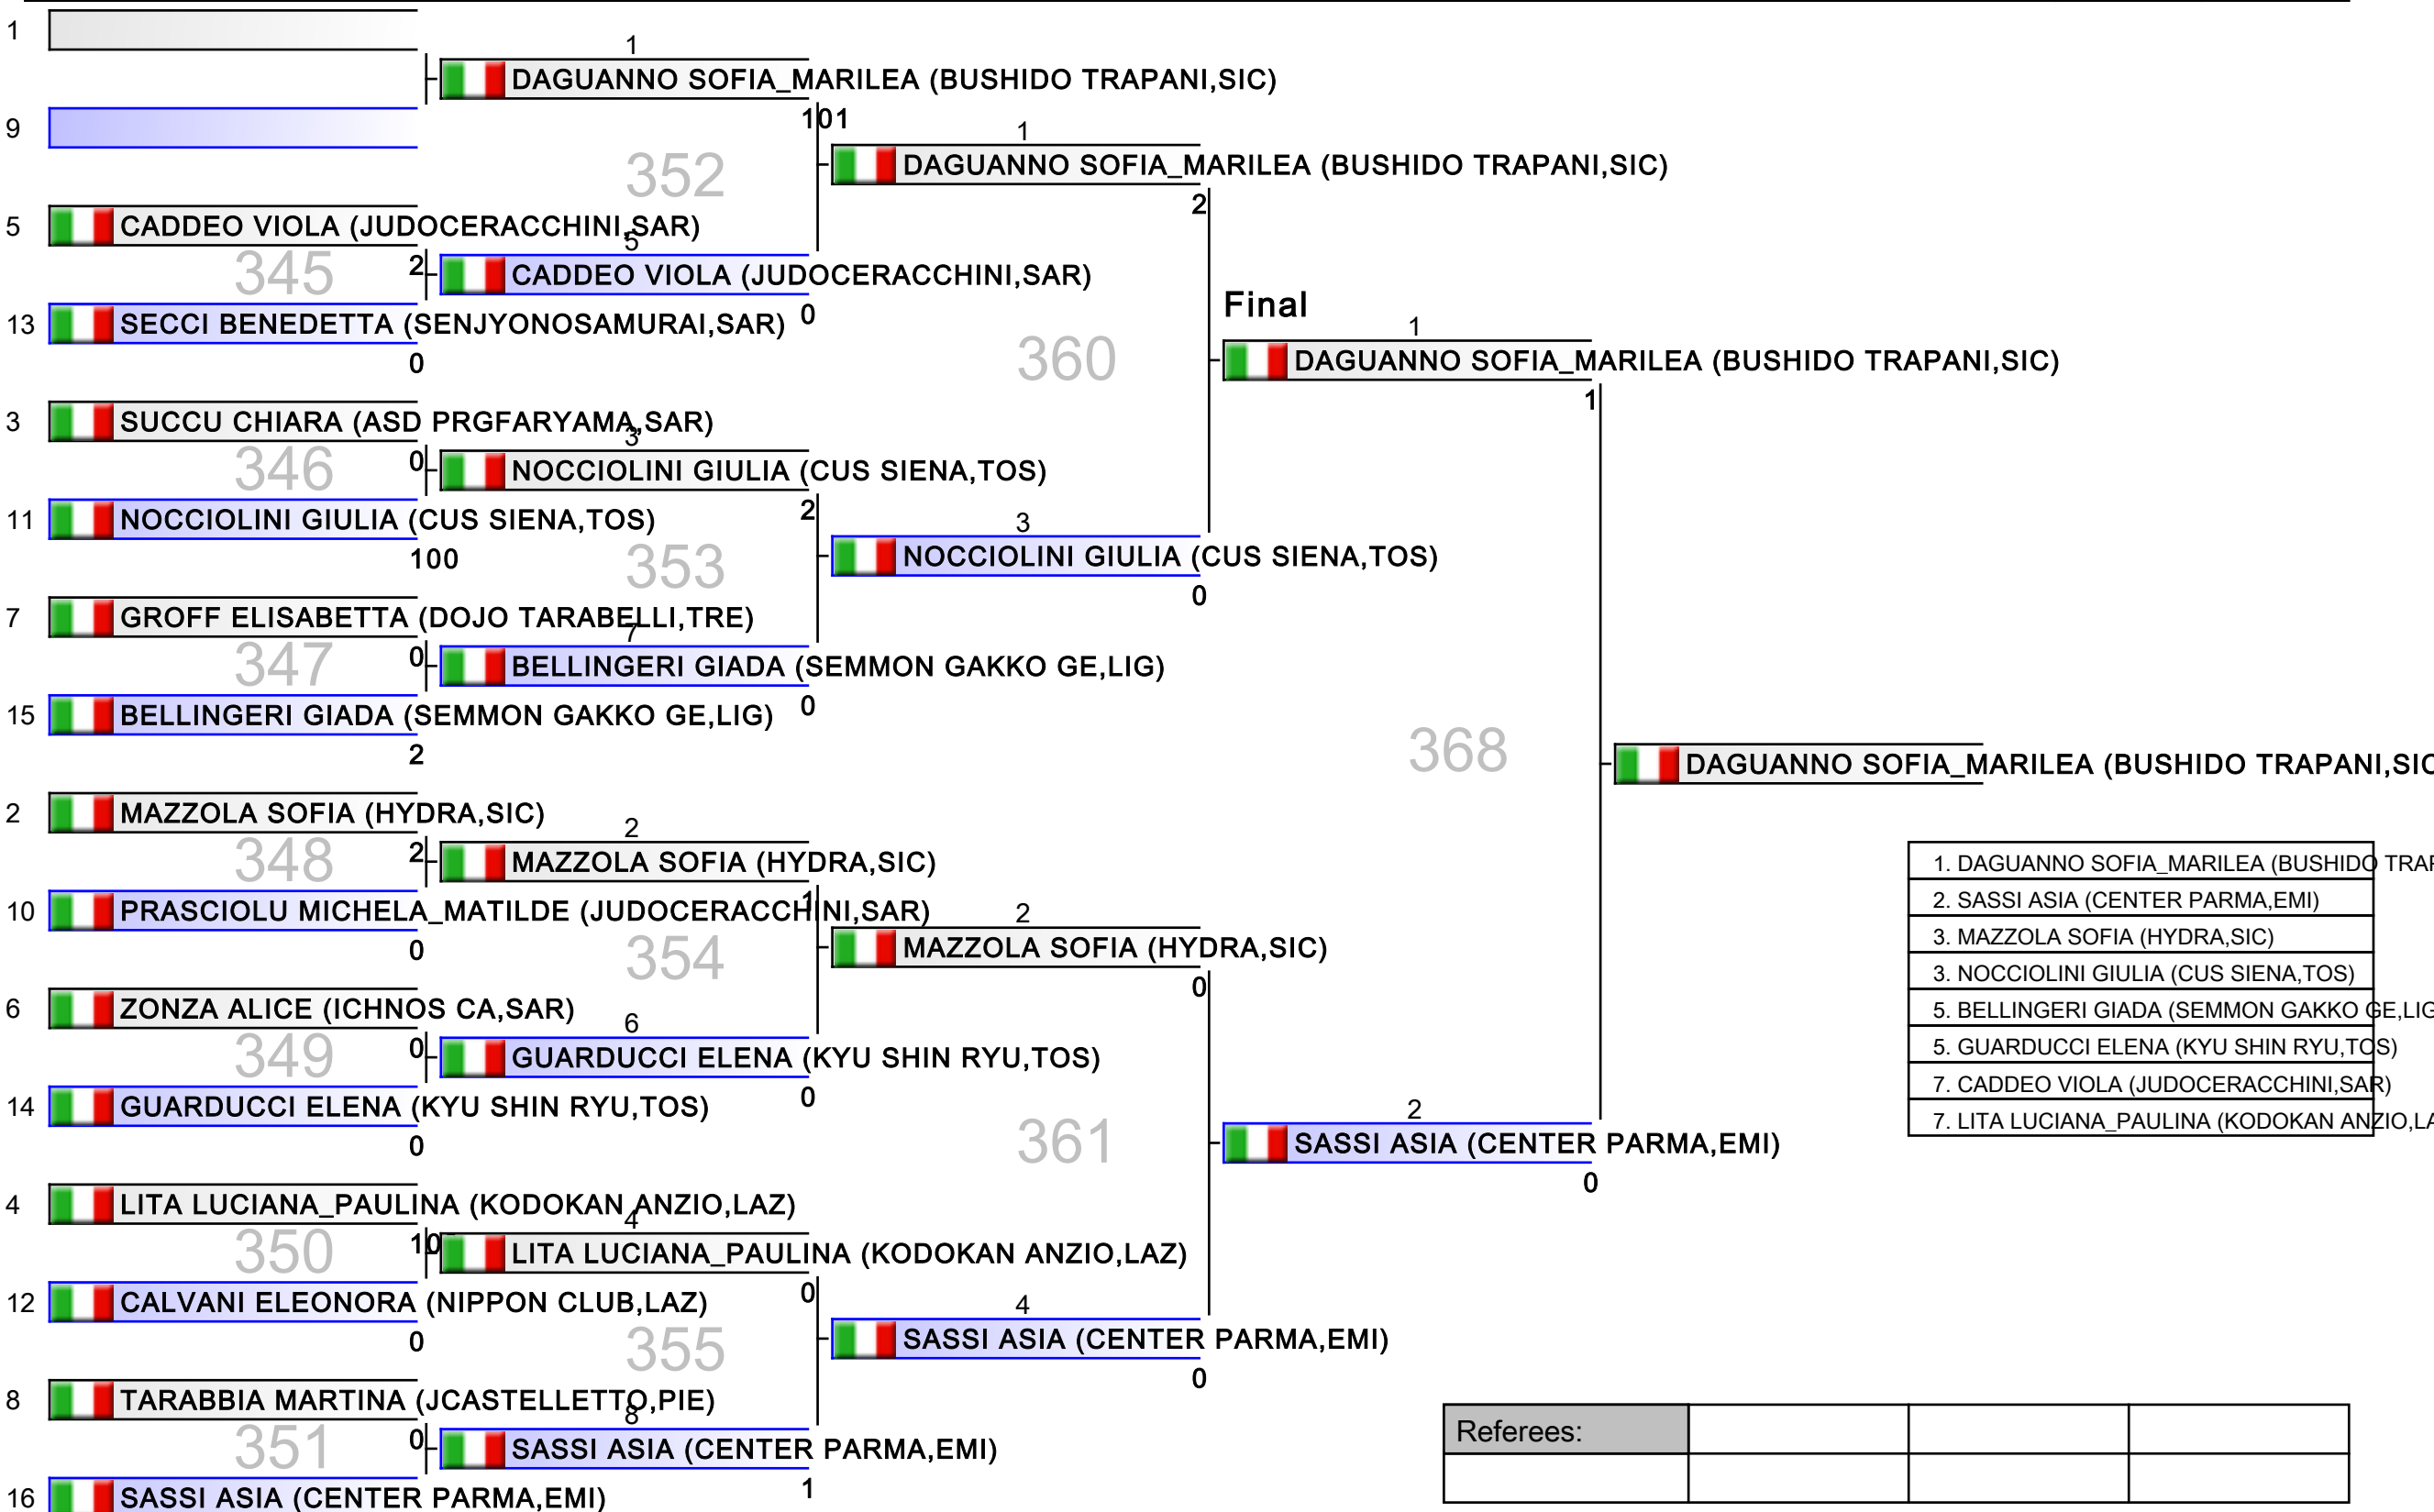 1
1
DAGUANNO SOFIA_MARILEA (BUSHIDO TRAPANI,SIC)
9
101
1
352
DAGUANNO SOFIA_MARILEA (BUSHIDO TRAPANI,SIC)
2
5
CADDEO VIOLA (JUDOCERACCHINI,SAR)
5
345
2
CADDEO VIOLA (JUDOCERACCHINI,SAR)
0
13
SECCI BENEDETTA (SENJYONOSAMURAI,SAR)
0
360
Final
1
DAGUANNO SOFIA_MARILEA (BUSHIDO TRAPANI,SIC)
1
3
SUCCU CHIARA (ASD PRGFARYAMA,SAR)
3
346
0
NOCCIOLINI GIULIA (CUS SIENA,TOS)
2
11
NOCCIOLINI GIULIA (CUS SIENA,TOS)
100
353
3
NOCCIOLINI GIULIA (CUS SIENA,TOS)
0
7
GROFF ELISABETTA (DOJO TARABELLI,TRE)
7
347
0
BELLINGERI GIADA (SEMMON GAKKO GE,LIG)
0
15
BELLINGERI GIADA (SEMMON GAKKO GE,LIG)
2
368
DAGUANNO SOFIA_MARILEA (BUSHIDO TRAPANI,SIC
2
MAZZOLA SOFIA (HYDRA,SIC)
2
348
2
MAZZOLA SOFIA (HYDRA,SIC)
1
10
PRASCIOLU MICHELA_MATILDE (JUDOCERACCHINI,SAR)
0
354
2
MAZZOLA SOFIA (HYDRA,SIC)
0
6
ZONZA ALICE (ICHNOS CA,SAR)
6
349
0
GUARDUCCI ELENA (KYU SHIN RYU,TOS)
0
14
GUARDUCCI ELENA (KYU SHIN RYU,TOS)
0
361
2
SASSI ASIA (CENTER PARMA,EMI)
0
4
LITA LUCIANA_PAULINA (KODOKAN ANZIO,LAZ)
4
350
LITA LUCIANA_PAULINA (KODOKAN ANZIO,LAZ)
0
12
CALVANI ELEONORA (NIPPON CLUB,LAZ)
0
355
4
SASSI ASIA (CENTER PARMA,EMI)
0
8
TARABBIA MARTINA (JCASTELLETTO,PIE)
8
351
0
SASSI ASIA (CENTER PARMA,EMI)
1
16
SASSI ASIA (CENTER PARMA,EMI)
1. DAGUANNO SOFIA_MARILEA (BUSHIDO TRAP
2. SASSI ASIA (CENTER PARMA,EMI)
3. MAZZOLA SOFIA (HYDRA,SIC)
3. NOCCIOLINI GIULIA (CUS SIENA,TOS)
5. BELLINGERI GIADA (SEMMON GAKKO GE,LIG
5. GUARDUCCI ELENA (KYU SHIN RYU,TOS)
7. CADDEO VIOLA (JUDOCERACCHINI,SAR)
7. LITA LUCIANA_PAULINA (KODOKAN ANZIO,LA
Referees: